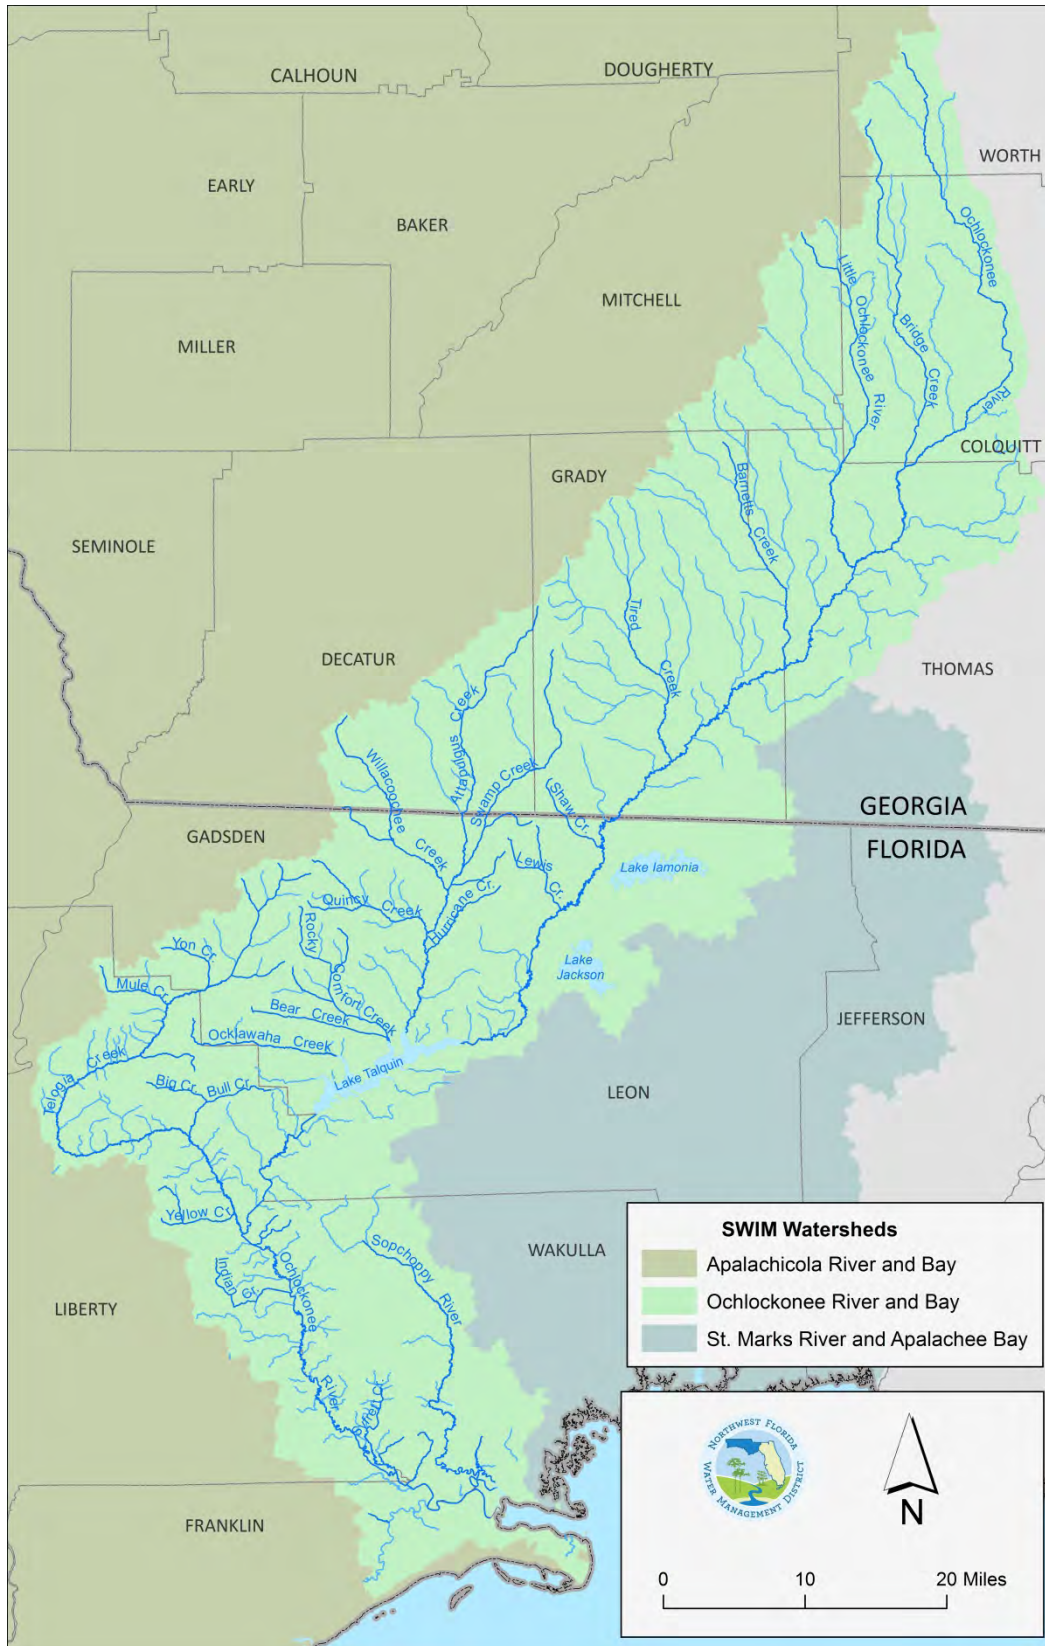 CALHOUN
DOUGHERTY
WORTH
EARLY
BAKER
Ochlockonee
River
Little Ochlockonee River
Bridge Creek
MITCHELL
MILLER
COLQUITT
GRADY
Barnetts Creek
SEMINOLE
Tired Creek
DECATUR
THOMAS
Attapulgus Creek
Willacoochee Creek
Swamp Creek
Shaw Cr.
GEORGIA
FLORIDA
GADSDEN
Lewis Cr.
Lake Iamonia
Hurricane Cr.
Quincy Creek
Rocky Comfort Creek
Yon Cr.
Lake
Jackson
Mule Cr.
Bear Creek
Ocklawaha Creek
JEFFERSON
Telogia Creek
Lake Talquin
Big Cr.
Bull Cr.
LEON
Yellow Cr.
Sopchoppy River
WAKULLA
Indian Cr.
Ochlockonee River
LIBERTY
FRANKLIN
SWIM Watersheds
Apalachicola River and Bay
Ochlockonee River and Bay
St. Marks River and Apalachee Bay
NORTHWEST FLORIDA
WATER MANAGEMENT DISTRICT
N
0 10 20 Miles